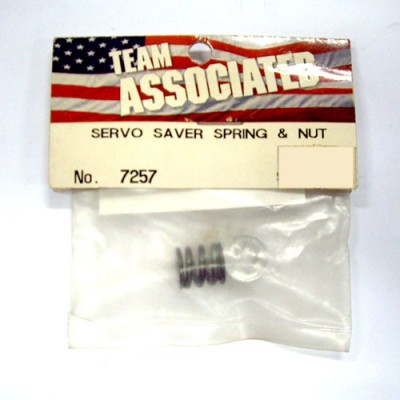 TEAM
ASSOCIATED
SERVO SAVER SPRING & NUT
No. 7257